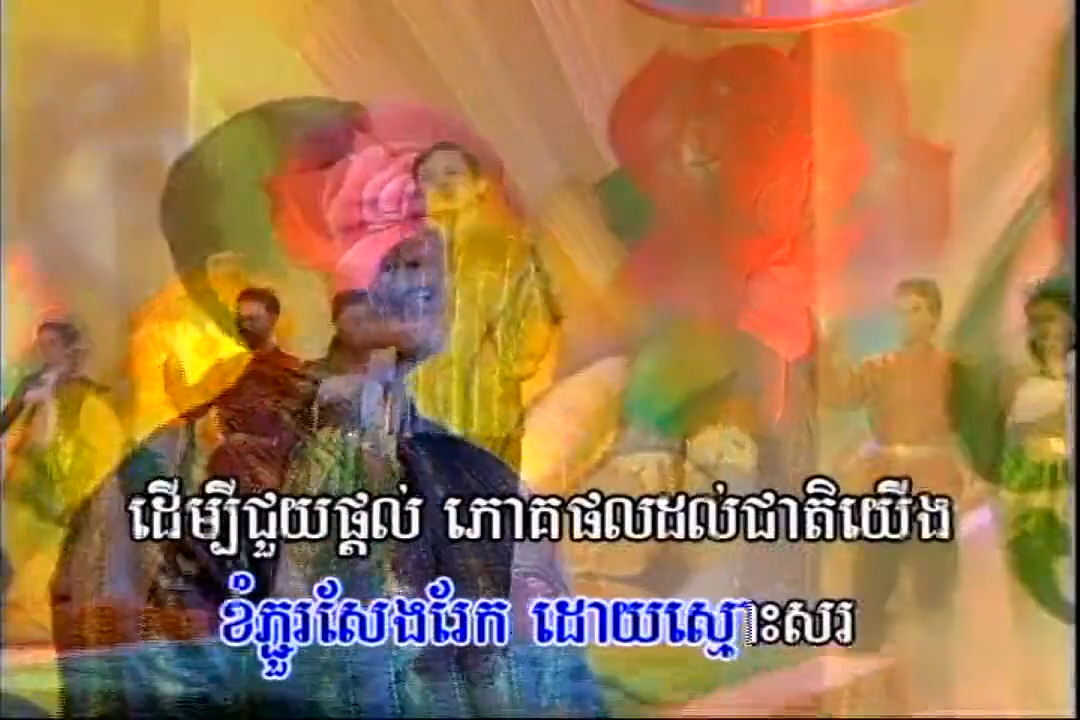 ដើម្បីជួយផ្តល់ ភោគផលដល់ជាតិយើង
ខំភ្ជួរសែងរែក ដោយស្មោះសរ